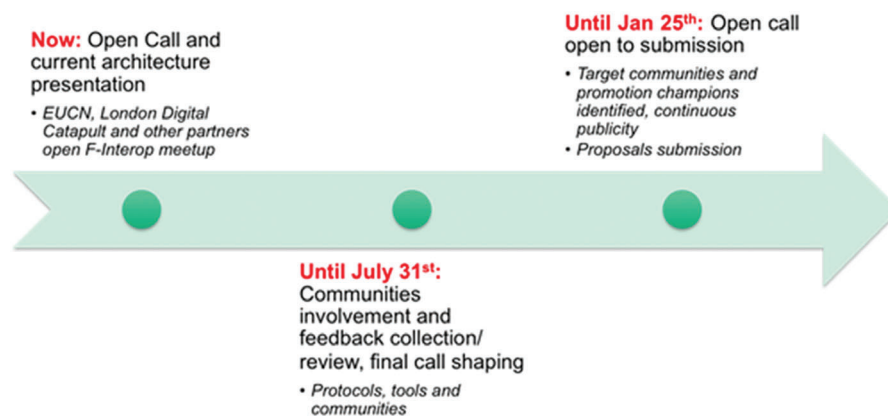 Now: Open Call and
current architecture
presentation
• EUCN, London Digital
Catapult and other partners
open F-Interop meetup
Until July 31st:
Communities
involvement and
feedback collection/
review, final call shaping
• Protocols, tools and
communities
Until Jan 25th: Open call
open to submission
• Target communities and
promotion champions
identified, continuous
publicity
• Proposals submission